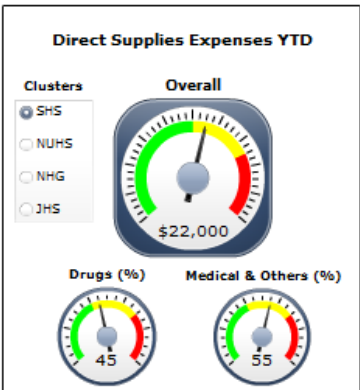 Direct Supplies Expenses YTD
Clusters
Overall
SHS
NUHS
NHG
JHS
$22,000
Drugs (%)
Medical & Others (%)
45
55